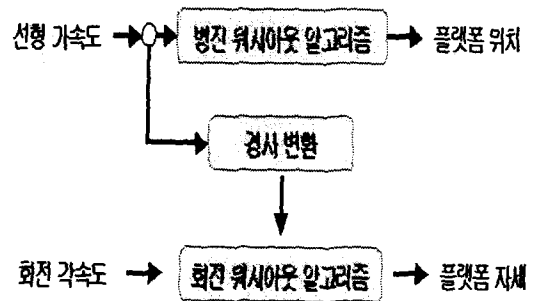 선형 가속도
병진 워시아웃 알고리즘
플랫폼 위치
경사 변환
회전 각속도
회전 워시아웃 알고리즘
플랫폼 자세